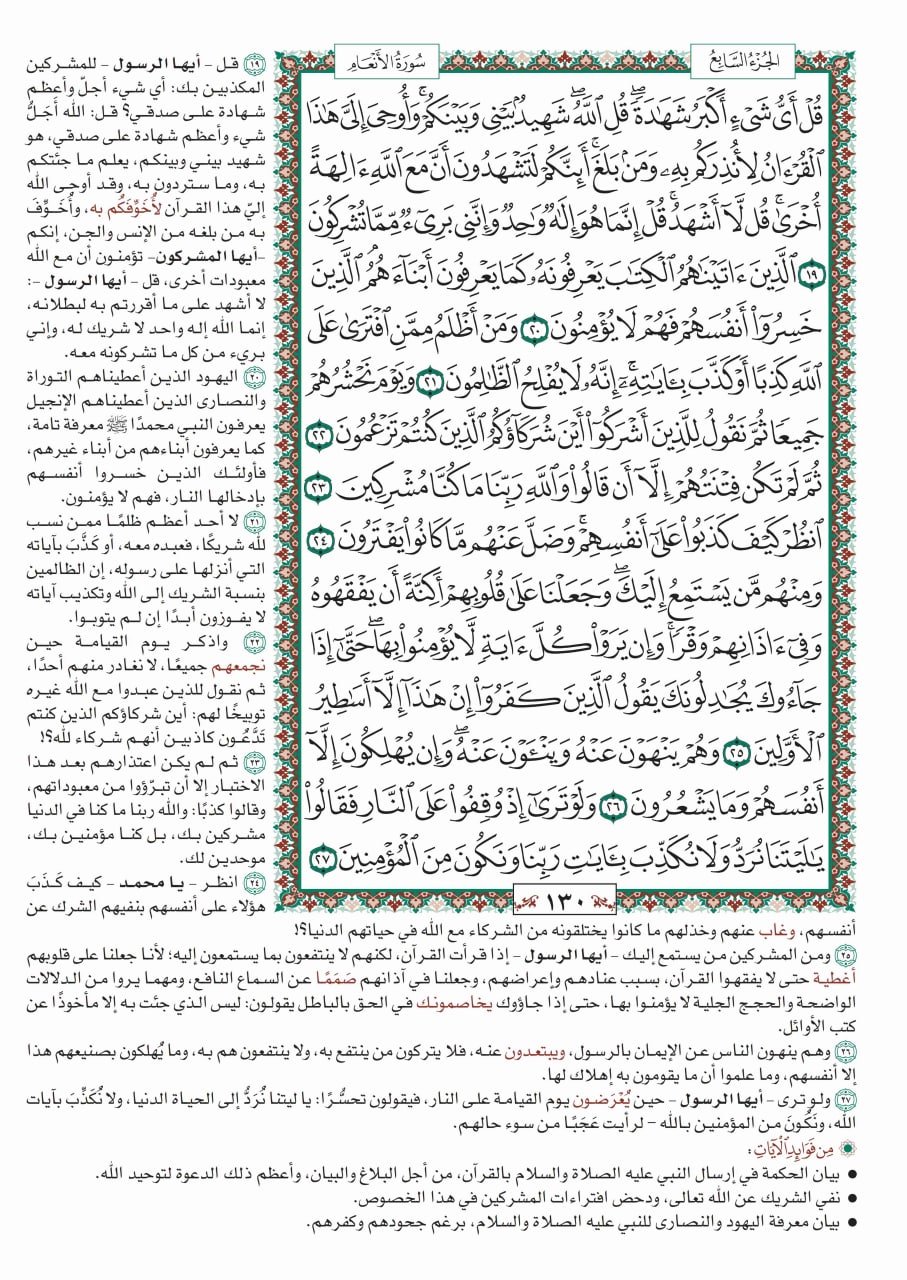 الجُزْءُ السَّابِعُ
سُورَةُ الأَنْعَامِ
قُلْ أَىُّ شَىْءٍ أَكْبَرُ شَهَٰدَةًۖ قُلِ ٱللَّهُۖ شَهِيدُۢ بَيْنِى وَبَيْنَكُمْۚ وَأُوحِىَ إِلَىَّ هَٰذَا
ٱلْقُرْءَانُ لِأُنذِرَكُم بِهِۦ وَمَنۢ بَلَغَۚ أَئِنَّكُمْ لَتَشْهَدُونَ أَنَّ مَعَ ٱللَّهِ ءَالِهَةً
أُخْرَىٰۚ قُل لَّآ أَشْهَدُۚ قُلْ إِنَّمَا هُوَ إِلَٰهٌ وَٰحِدٌ وَإِنَّنِى بَرِىٓءٌ مِّمَّا تُشْرِكُونَ
١٩ ٱلَّذِينَ ءَاتَيْنَٰهُمُ ٱلْكِتَٰبَ يَعْرِفُونَهُۥ كَمَا يَعْرِفُونَ أَبْنَآءَهُمُۘ ٱلَّذِينَ
خَسِرُوٓا۟ أَنفُسَهُمْ فَهُمْ لَا يُؤْمِنُونَ ٢٠ وَمَنْ أَظْلَمُ مِمَّنِ ٱفْتَرَىٰ عَلَى
ٱللَّهِ كَذِبًا أَوْ كَذَّبَ بِـَٔايَٰتِهِۦٓۚ إِنَّهُۥ لَا يُفْلِحُ ٱلظَّٰلِمُونَ ٢١ وَيَوْمَ نَحْشُرُهُمْ
جَمِيعًا ثُمَّ نَقُولُ لِلَّذِينَ أَشْرَكُوٓا۟ أَيْنَ شُرَكَآؤُكُمُ ٱلَّذِينَ كُنتُمْ تَزْعُمُونَ ٢٢
ثُمَّ لَمْ تَكُن فِتْنَتُهُمْ إِلَّآ أَن قَالُوا۟ وَٱللَّهِ رَبِّنَا مَا كُنَّا مُشْرِكِينَ ٢٣
ٱنظُرْ كَيْفَ كَذَبُوا۟ عَلَىٰٓ أَنفُسِهِمْۚ وَضَلَّ عَنْهُم مَّا كَانُوا۟ يَفْتَرُونَ ٢٤
وَمِنْهُم مَّن يَسْتَمِعُ إِلَيْكَۖ وَجَعَلْنَا عَلَىٰ قُلُوبِهِمْ أَكِنَّةً أَن يَفْقَهُوهُ
وَفِىٓ ءَاذَانِهِمْ وَقْرًاۚ وَإِن يَرَوْا۟ كُلَّ ءَايَةٍ لَّا يُؤْمِنُوا۟ بِهَاۖ حَتَّىٰٓ إِذَا
جَآءُوكَ يُجَٰدِلُونَكَ يَقُولُ ٱلَّذِينَ كَفَرُوٓا۟ إِنْ هَٰذَآ إِلَّآ أَسَٰطِيرُ
ٱلْأَوَّلِينَ ٢٥ وَهُمْ يَنْهَوْنَ عَنْهُ وَيَنْـَٔوْنَ عَنْهُۖ وَإِن يُهْلِكُونَ إِلَّآ
أَنفُسَهُمْ وَمَا يَشْعُرُونَ ٢٦ وَلَوْ تَرَىٰٓ إِذْ وُقِفُوا۟ عَلَى ٱلنَّارِ فَقَالُوا۟
يَٰلَيْتَنَا نُرَدُّ وَلَا نُكَذِّبَ بِـَٔايَٰتِ رَبِّنَا وَنَكُونَ مِنَ ٱلْمُؤْمِنِينَ ٢٧
١٣٠
١٩ قل - أيها الرسول - للمشركين
المكذبين بك: أي شيء أجلّ وأعظم
شهادة على صدقي؟ قل: الله أَجَلُّ
شيء وأعظم شهادة على صدقي، هو
شهيد بيني وبينكم، يعلم ما جئتكم
به، وما ستردون به، وقد أوحى الله
إليّ هذا القرآن لأُخَوِّفَكُم به، وأُخَوِّفَ
به من بلغه من الإنس والجن، إنكم
-أيها المشركون- تؤمنون أن مع الله
معبودات أخرى، قل - أيها الرسول -:
لا أشهد على ما أقررتم به لبطلانه،
إنما الله إله واحد لا شريك له، وإني
بريء من كل ما تشركونه معه.
٢٠ اليهود الذين أعطيناهم التوراة
والنصارى الذين أعطيناهم الإنجيل
يعرفون النبي محمدًا ﷺ معرفة تامة،
كما يعرفون أبناءهم من أبناء غيرهم،
فأولئك الذين خسروا أنفسهم
بإدخالها النار، فهم لا يؤمنون.
٢١ لا أحد أعظم ظلمًا ممن نسب
لله شريكًا، فعبده معه، أو كَذَّبَ بآياته
التي أنزلها على رسوله، إن الظالمين
بنسبة الشريك إلى الله وتكذيب آياته
لا يفوزون أبدًا إن لم يتوبوا.
٢٢ واذكر يوم القيامة حين
نجمعهم جميعًا، لا نغادر منهم أحدًا،
ثم نقول للذين عبدوا مع الله غيره
توبيخًا لهم: أين شركاؤكم الذين كنتم
تَدَّعُون كاذبين أنهم شركاء لله؟!
٢٣ ثم لم يكن اعتذارهم بعد هذا
الاختبار إلا أن تبرّؤوا من معبوداتهم،
وقالوا كذبًا: والله ربنا ما كنا في الدنيا
مشركين بك، بل كنا مؤمنين بك،
موحدين لك.
٢٤ انظر - يا محمد - كيف كَذَبَ
هؤلاء على أنفسهم بنفيهم الشرك عن
أنفسهم، وغاب عنهم وخذلهم ما كانوا يختلقونه من الشركاء مع الله في حياتهم الدنيا؟!
٢٥ ومن المشركين من يستمع إليك - أيها الرسول - إذا قرأت القرآن، لكنهم لا ينتفعون بما يستمعون إليه؛ لأنا جعلنا على قلوبهم
أغطية حتى لا يفقهوا القرآن، بسبب عنادهم وإعراضهم، وجعلنا في آذانهم صَمَمًا عن السماع النافع، ومهما يروا من الدلالات
الواضحة والحجج الجلية لا يؤمنوا بها، حتى إذا جاؤوك يخاصمونك في الحق بالباطل يقولون: ليس الذي جئت به إلا مأخوذًا عن
كتب الأوائل.
٢٦ وهم ينهون الناس عن الإيمان بالرسول، ويبتعدون عنه، فلا يتركون من ينتفع به، ولا ينتفعون هم به، وما يُهلكون بصنيعهم هذا
إلا أنفسهم، وما علموا أن ما يقومون به إهلاك لها.
٢٧ ولو ترى - أيها الرسول - حين يُعْرَضون يوم القيامة على النار، فيقولون تحسُّرًا: يا ليتنا نُرَدُّ إلى الحياة الدنيا، ولا نُكَذِّبَ بآيات
الله، ونَكُونَ من المؤمنين بالله - لرأيت عَجَبًا من سوء حالهم.
مِن فَوَائِدِ الآيَاتِ:
• بيان الحكمة في إرسال النبي عليه الصلاة والسلام بالقرآن، من أجل البلاغ والبيان، وأعظم ذلك الدعوة لتوحيد الله.
• نفي الشريك عن الله تعالى، ودحض افتراءات المشركين في هذا الخصوص.
• بيان معرفة اليهود والنصارى للنبي عليه الصلاة والسلام، برغم جحودهم وكفرهم.